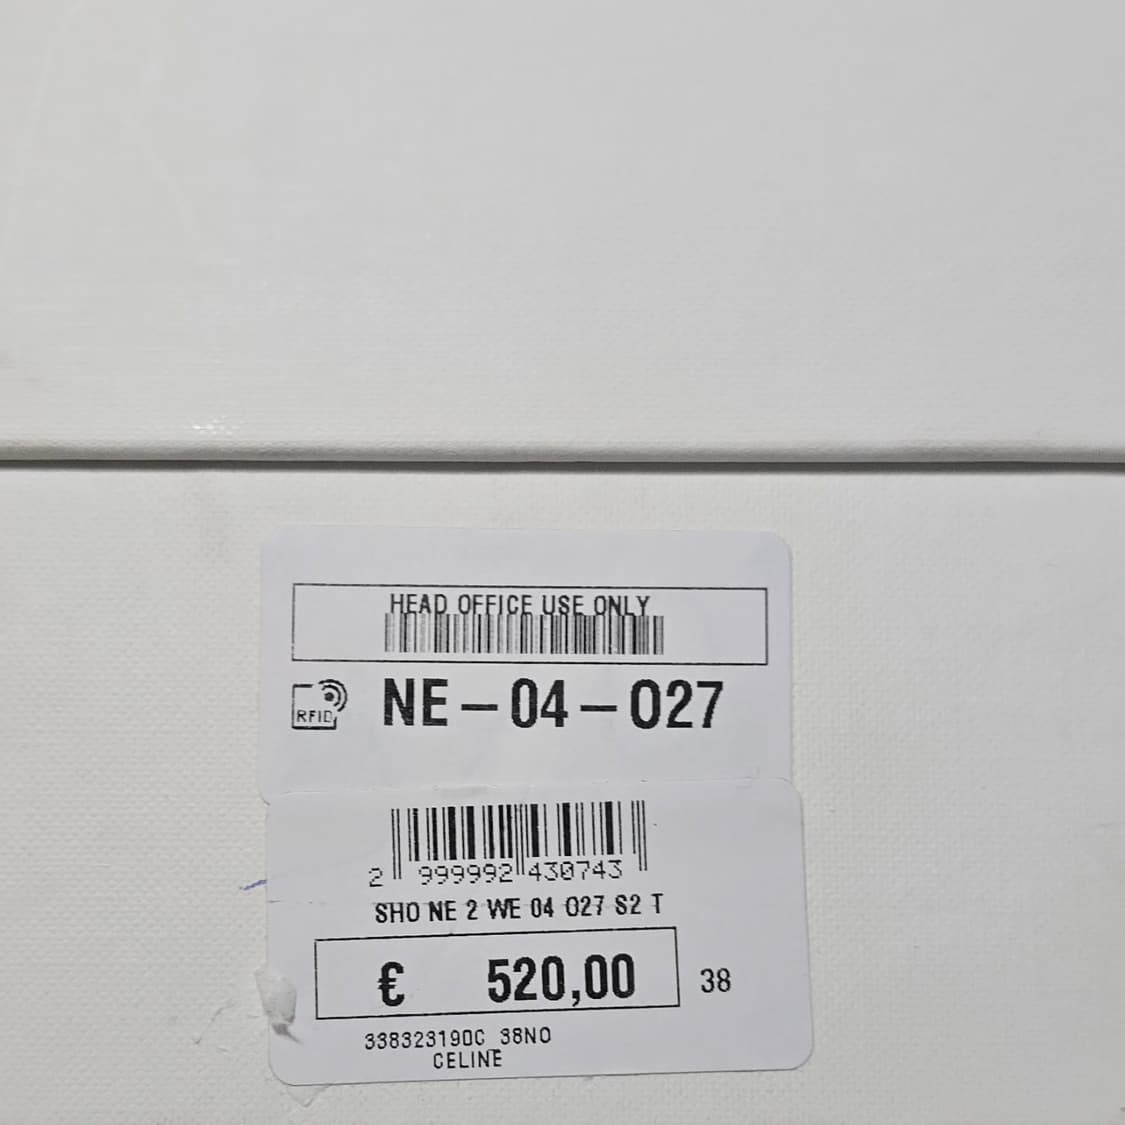 HEAD OFFICE USE ONLY
RFID
NE-04-027
2 999992 430743
SHO NE 2 WE 04 027 S2 T
€ 520,00
38
338323190C 38NO
CELINE